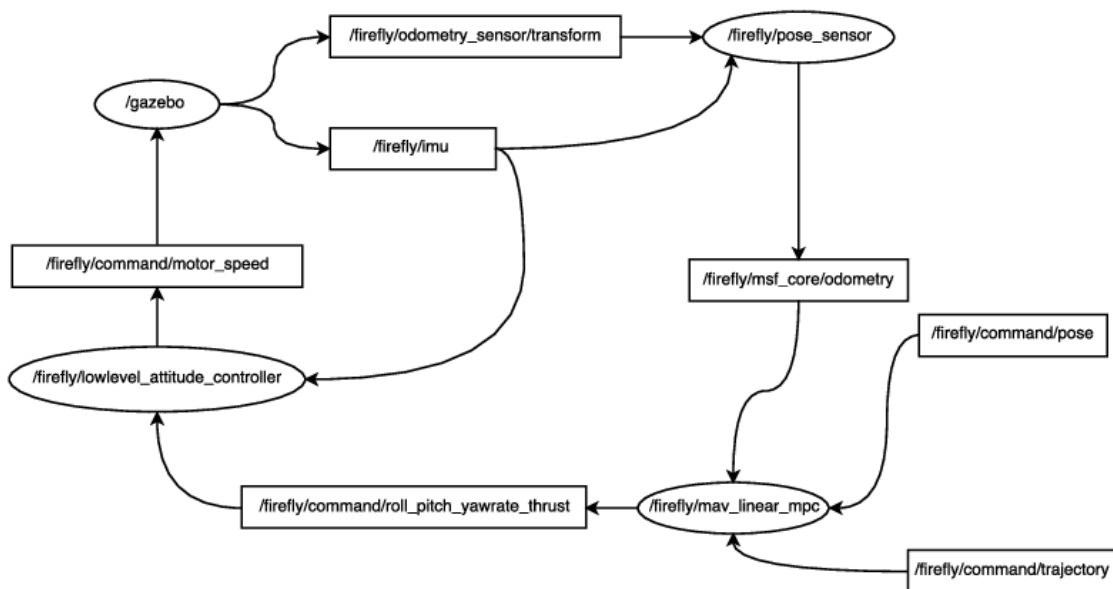 /firefly/odometry_sensor/transform
/firefly/pose_sensor
/gazebo
/firefly/imu
/firefly/command/motor_speed
/firefly/msf_core/odometry
/firefly/command/pose
/firefly/lowlevel_attitude_controller
/firefly/command/roll_pitch_yawrate_thrust
/firefly/mav_linear_mpc
/firefly/command/trajectory